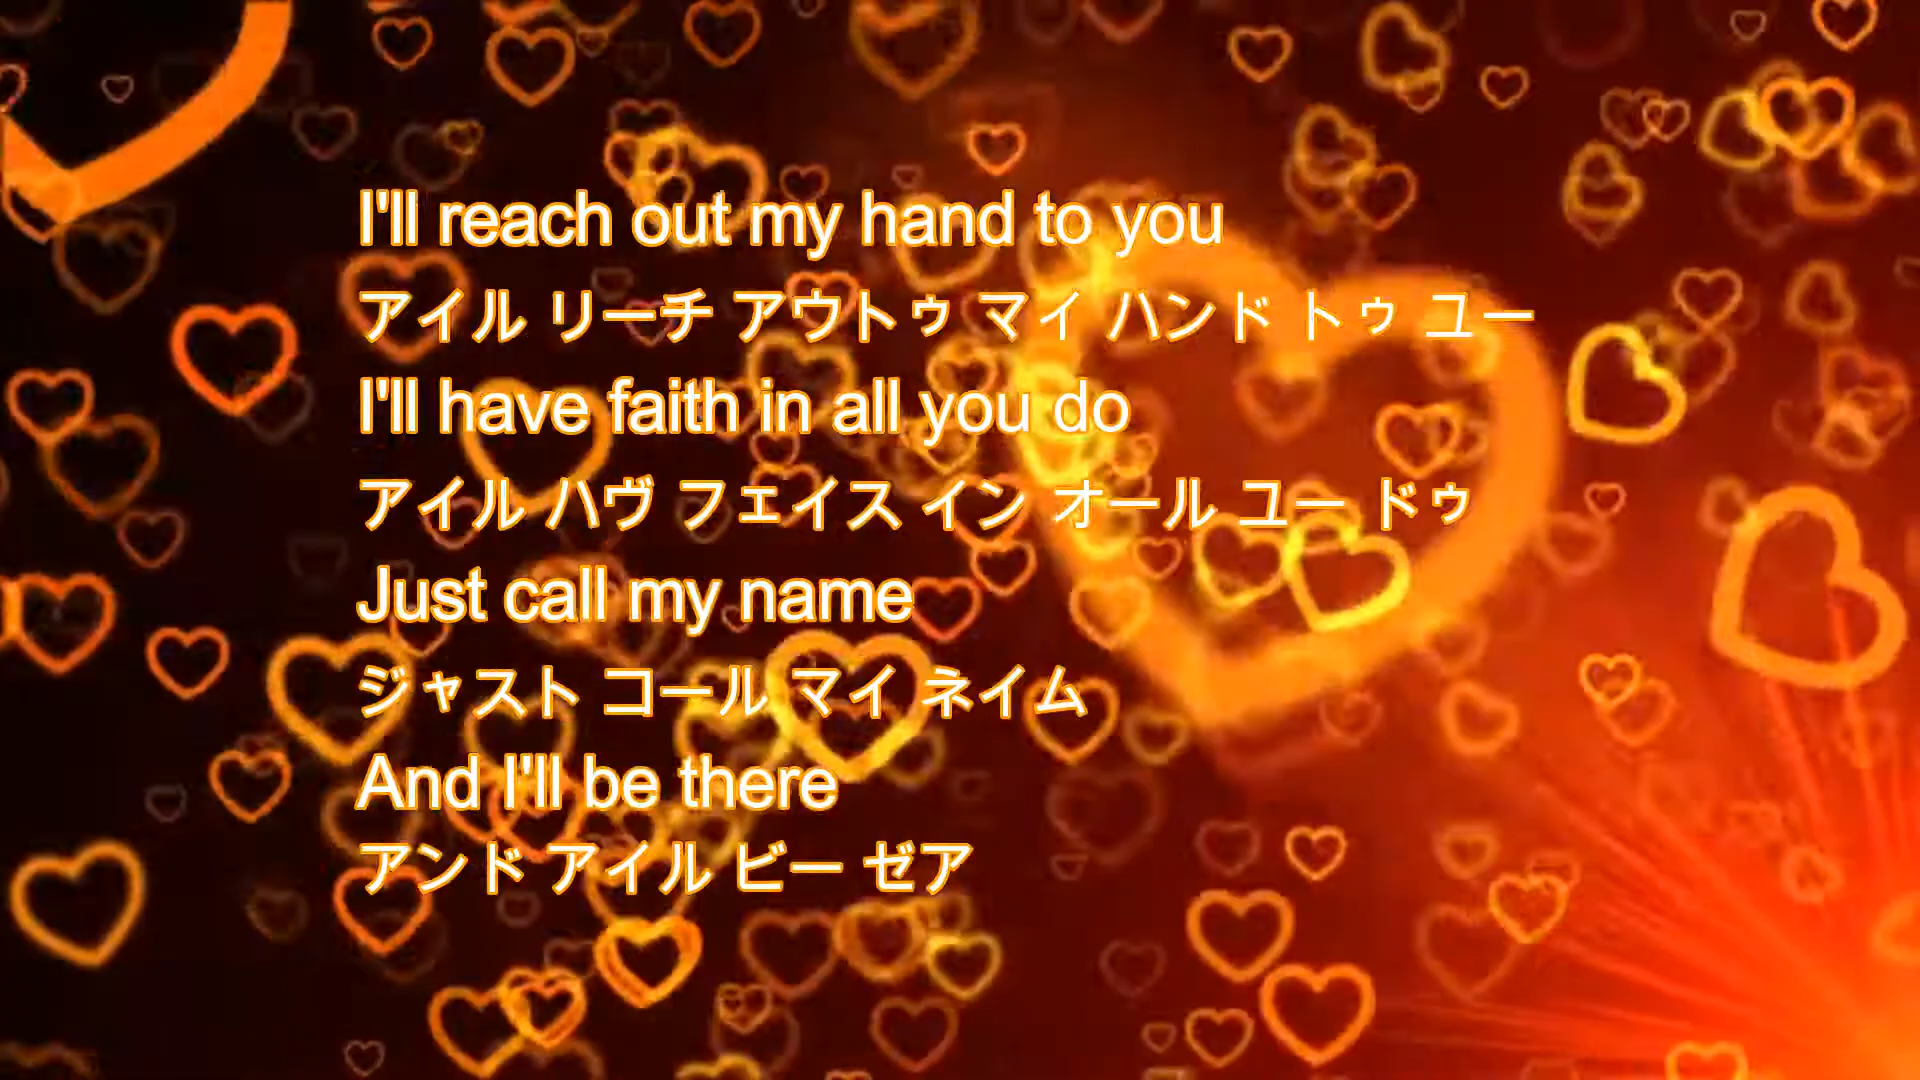 I'll reach out my hand to you
アイル リーチ アウトゥ マイ ハンド トゥ ユー
I'll have faith in all you do
アイル ハヴ フェイス イン オール ユー ドゥ
Just call my name
ジャスト コール マイ ネイム
And I'll be there
アンド アイル ビー ゼア